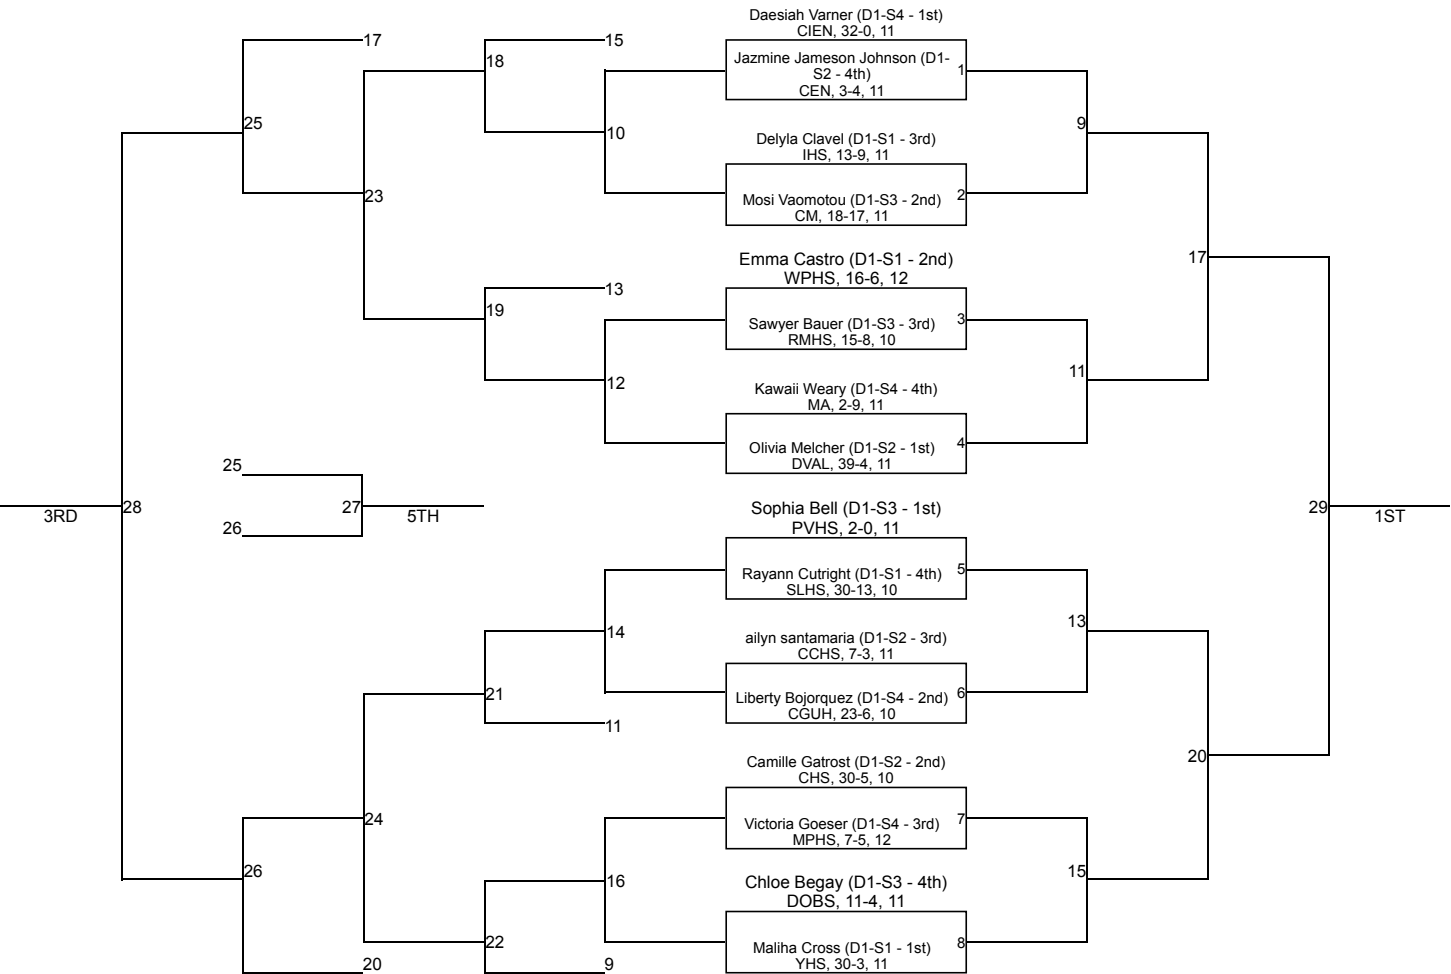 Daesiah Varner (D1-S4 - 1st)
CIEN, 32-0, 11
17
15
18
Jazmine Jameson Johnson (D1-
S2 - 4th)
CEN, 3-4, 11
1
25
10
9
Delyla Clavel (D1-S1 - 3rd)
IHS, 13-9, 11
23
Mosi Vaomotou (D1-S3 - 2nd)
CM, 18-17, 11
2
Emma Castro (D1-S1 - 2nd)
WPHS, 16-6, 12
17
13
19
Sawyer Bauer (D1-S3 - 3rd)
RMHS, 15-8, 10
3
12
11
Kawaii Weary (D1-S4 - 4th)
MA, 2-9, 11
Olivia Melcher (D1-S2 - 1st)
DVAL, 39-4, 11
4
25
3RD
28
27
5TH
26
Sophia Bell (D1-S3 - 1st)
PVHS, 2-0, 11
29
1ST
Rayann Cutright (D1-S1 - 4th)
SLHS, 30-13, 10
5
14
13
ailyn santamaria (D1-S2 - 3rd)
CCHS, 7-3, 11
21
Liberty Bojorquez (D1-S4 - 2nd)
CGUH, 23-6, 10
6
11
Camille Gatrost (D1-S2 - 2nd)
CHS, 30-5, 10
20
24
Victoria Goeser (D1-S4 - 3rd)
MPHS, 7-5, 12
7
26
16
15
Chloe Begay (D1-S3 - 4th)
DOBS, 11-4, 11
22
Maliha Cross (D1-S1 - 1st)
YHS, 30-3, 11
8
20
9